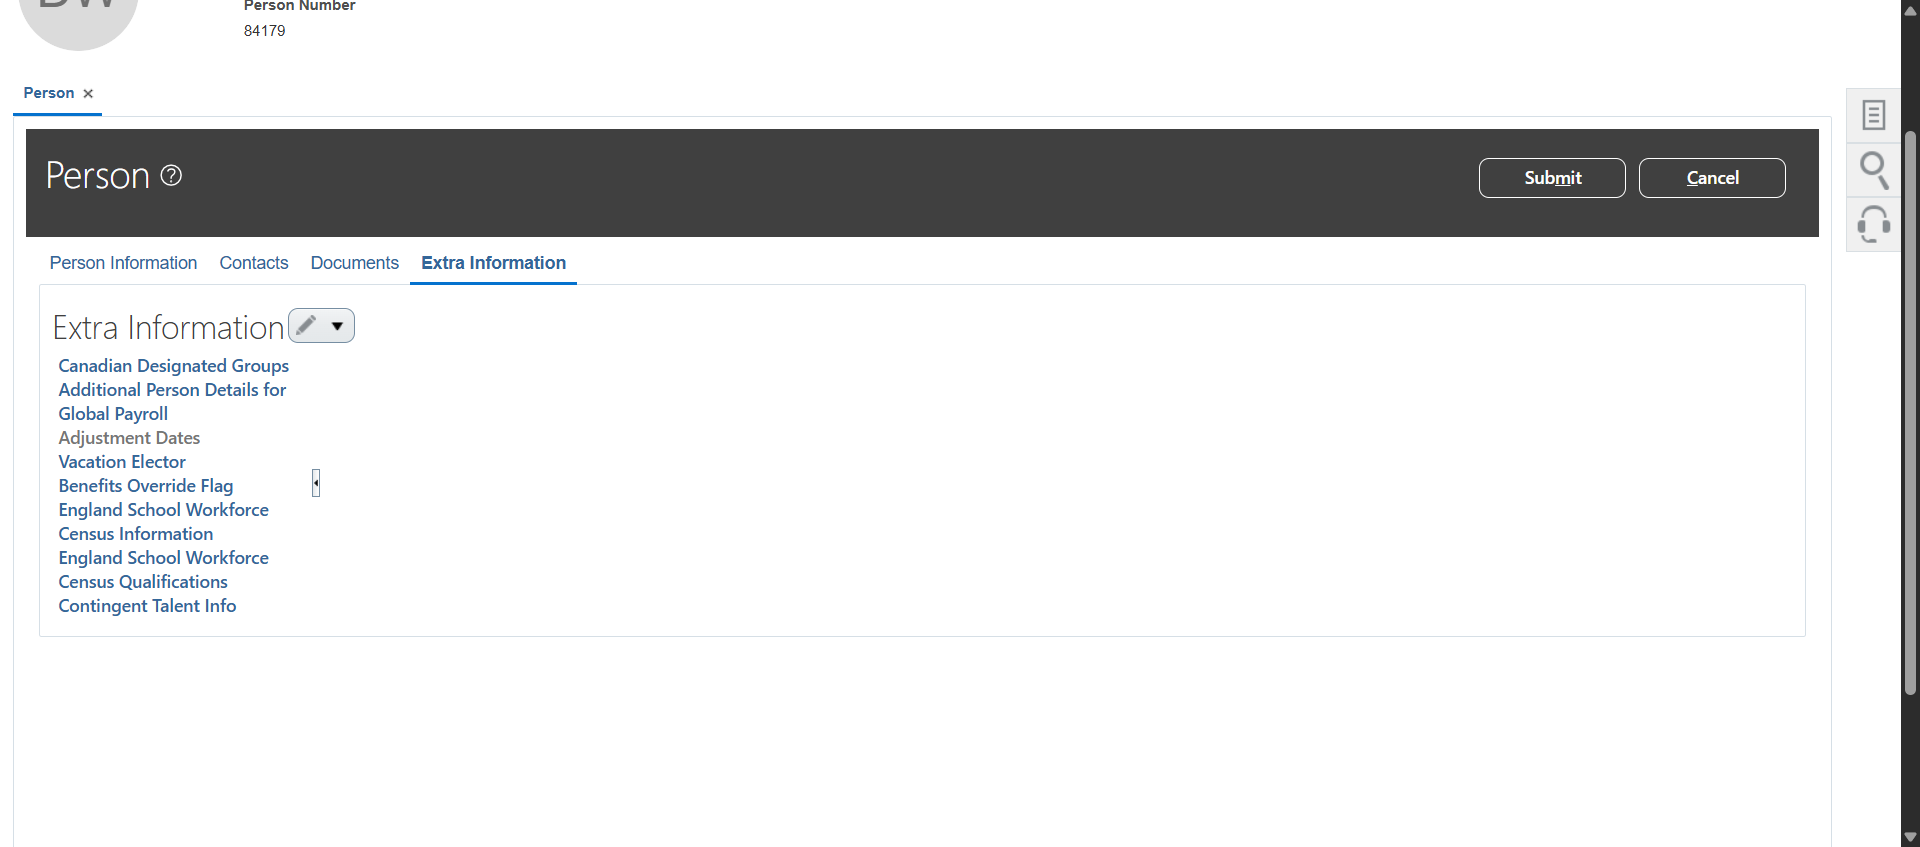 Person Number
84179
Person
Person
Submit
Cancel
Person Information
Contacts
Documents
Extra Information
Extra Information
Canadian Designated Groups
Additional Person Details for
Global Payroll
Adjustment Dates
Vacation Elector
Benefits Override Flag
England School Workforce
Census Information
England School Workforce
Census Qualifications
Contingent Talent Info